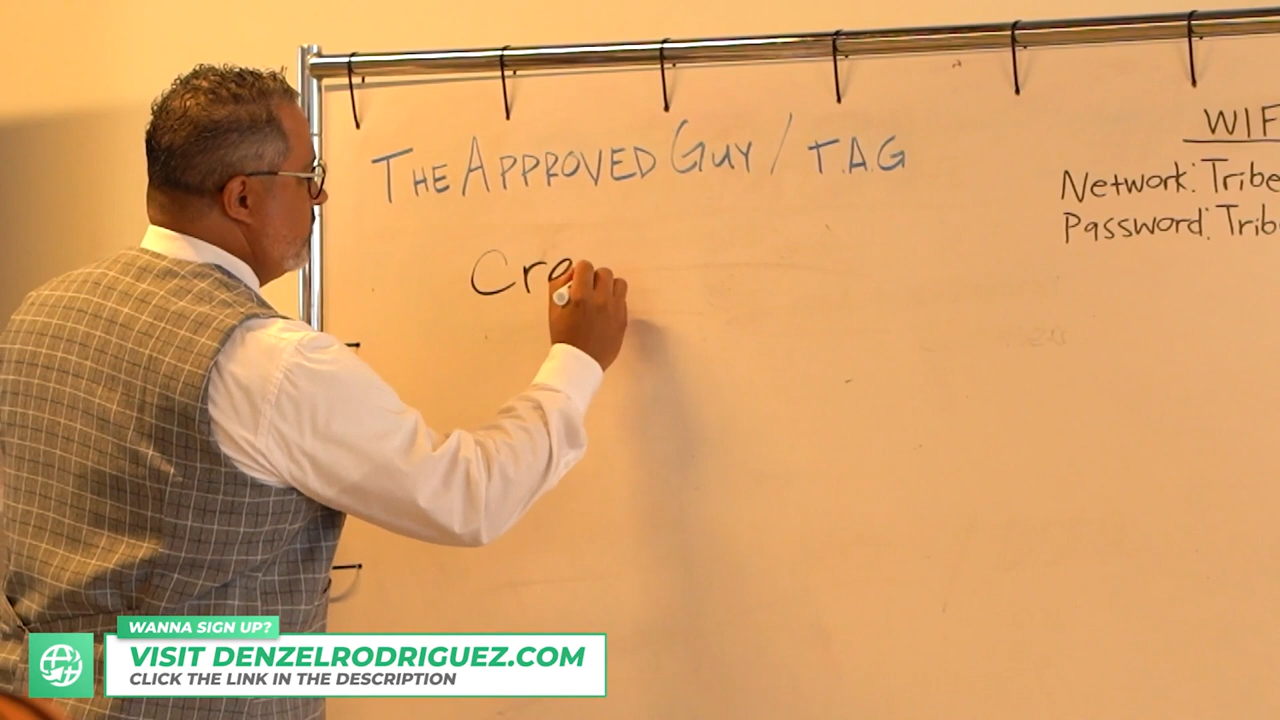 THE APPROVED GUY / T.A.G
WIF
Network: Tribe
Password: Trib
Cre
WANNA SIGN UP?
VISIT DENZELRODRIGUEZ.COM
CLICK THE LINK IN THE DESCRIPTION